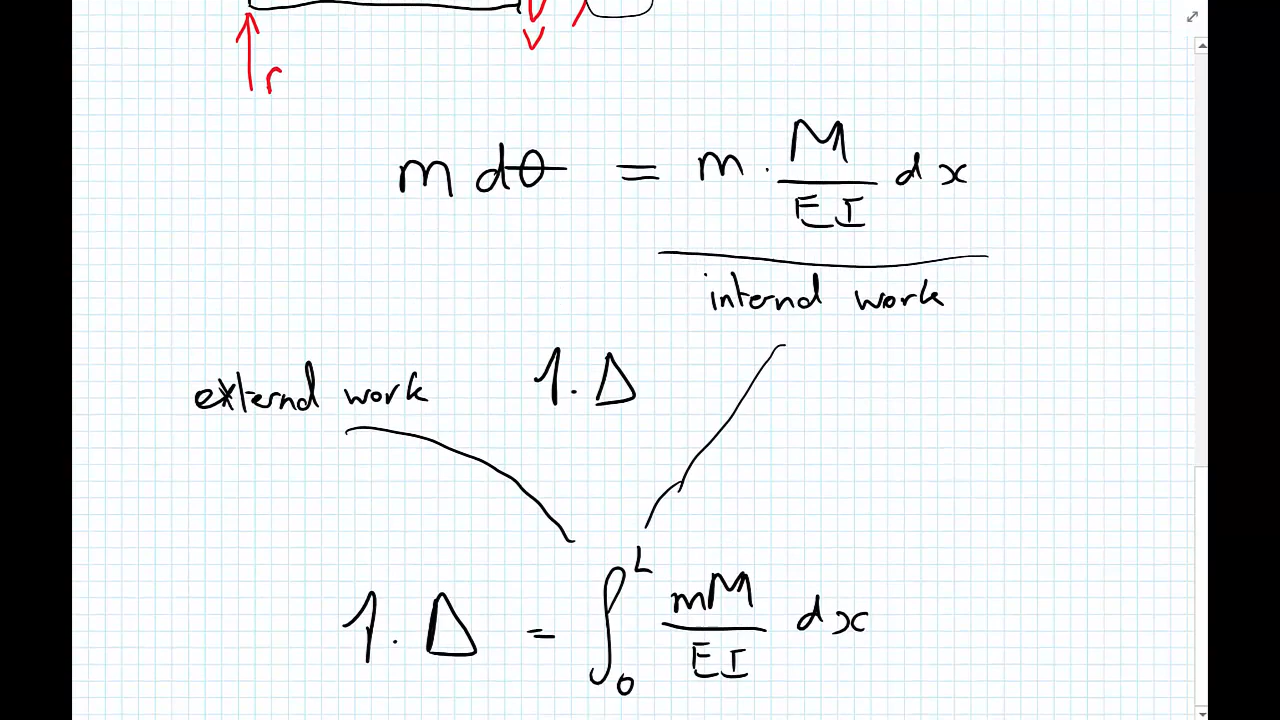 v
r
m dθ = m · M/EI dx
internal work
external work 1 . Δ
1 . Δ = ∫₀ᴸ mM/EI dx